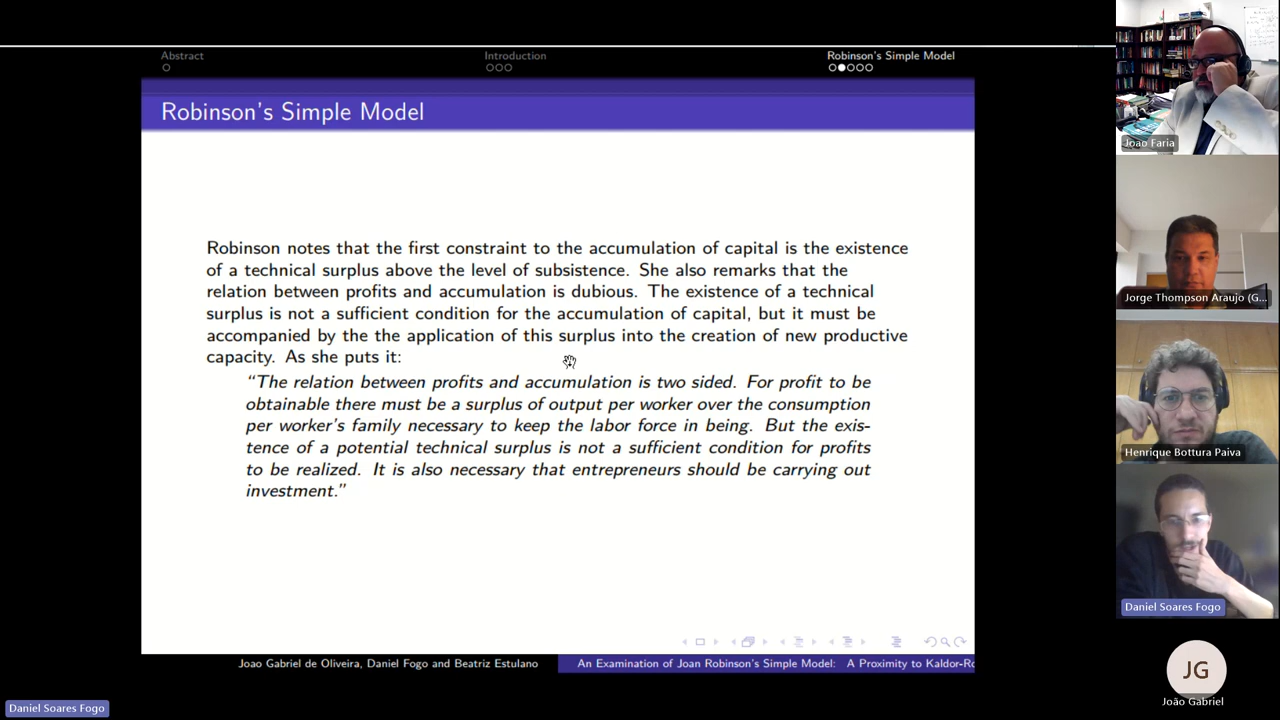 Abstract
Introduction
Robinson's Simple Model
Robinson's Simple Model
Robinson notes that the first constraint to the accumulation of capital is the existence
of a technical surplus above the level of subsistence. She also remarks that the
relation between profits and accumulation is dubious. The existence of a technical
surplus is not a sufficient condition for the accumulation of capital, but it must be
accompanied by the the application of this surplus into the creation of new productive
capacity. As she puts it:
"The relation between profits and accumulation is two sided. For profit to be
obtainable there must be a surplus of output per worker over the consumption
per worker's family necessary to keep the labor force in being. But the exis-
tence of a potential technical surplus is not a sufficient condition for profits
to be realized. It is also necessary that entrepreneurs should be carrying out
investment."
Joao Gabriel de Oliveira, Daniel Fogo and Beatriz Estulano
An Examination of Joan Robinson's Simple Model: A Proximity to Kaldor-Ro
Joao Faria
Jorge Thompson Araujo (G...
Henrique Bottura Paiva
Daniel Soares Fogo
JG
João Gabriel
Daniel Soares Fogo